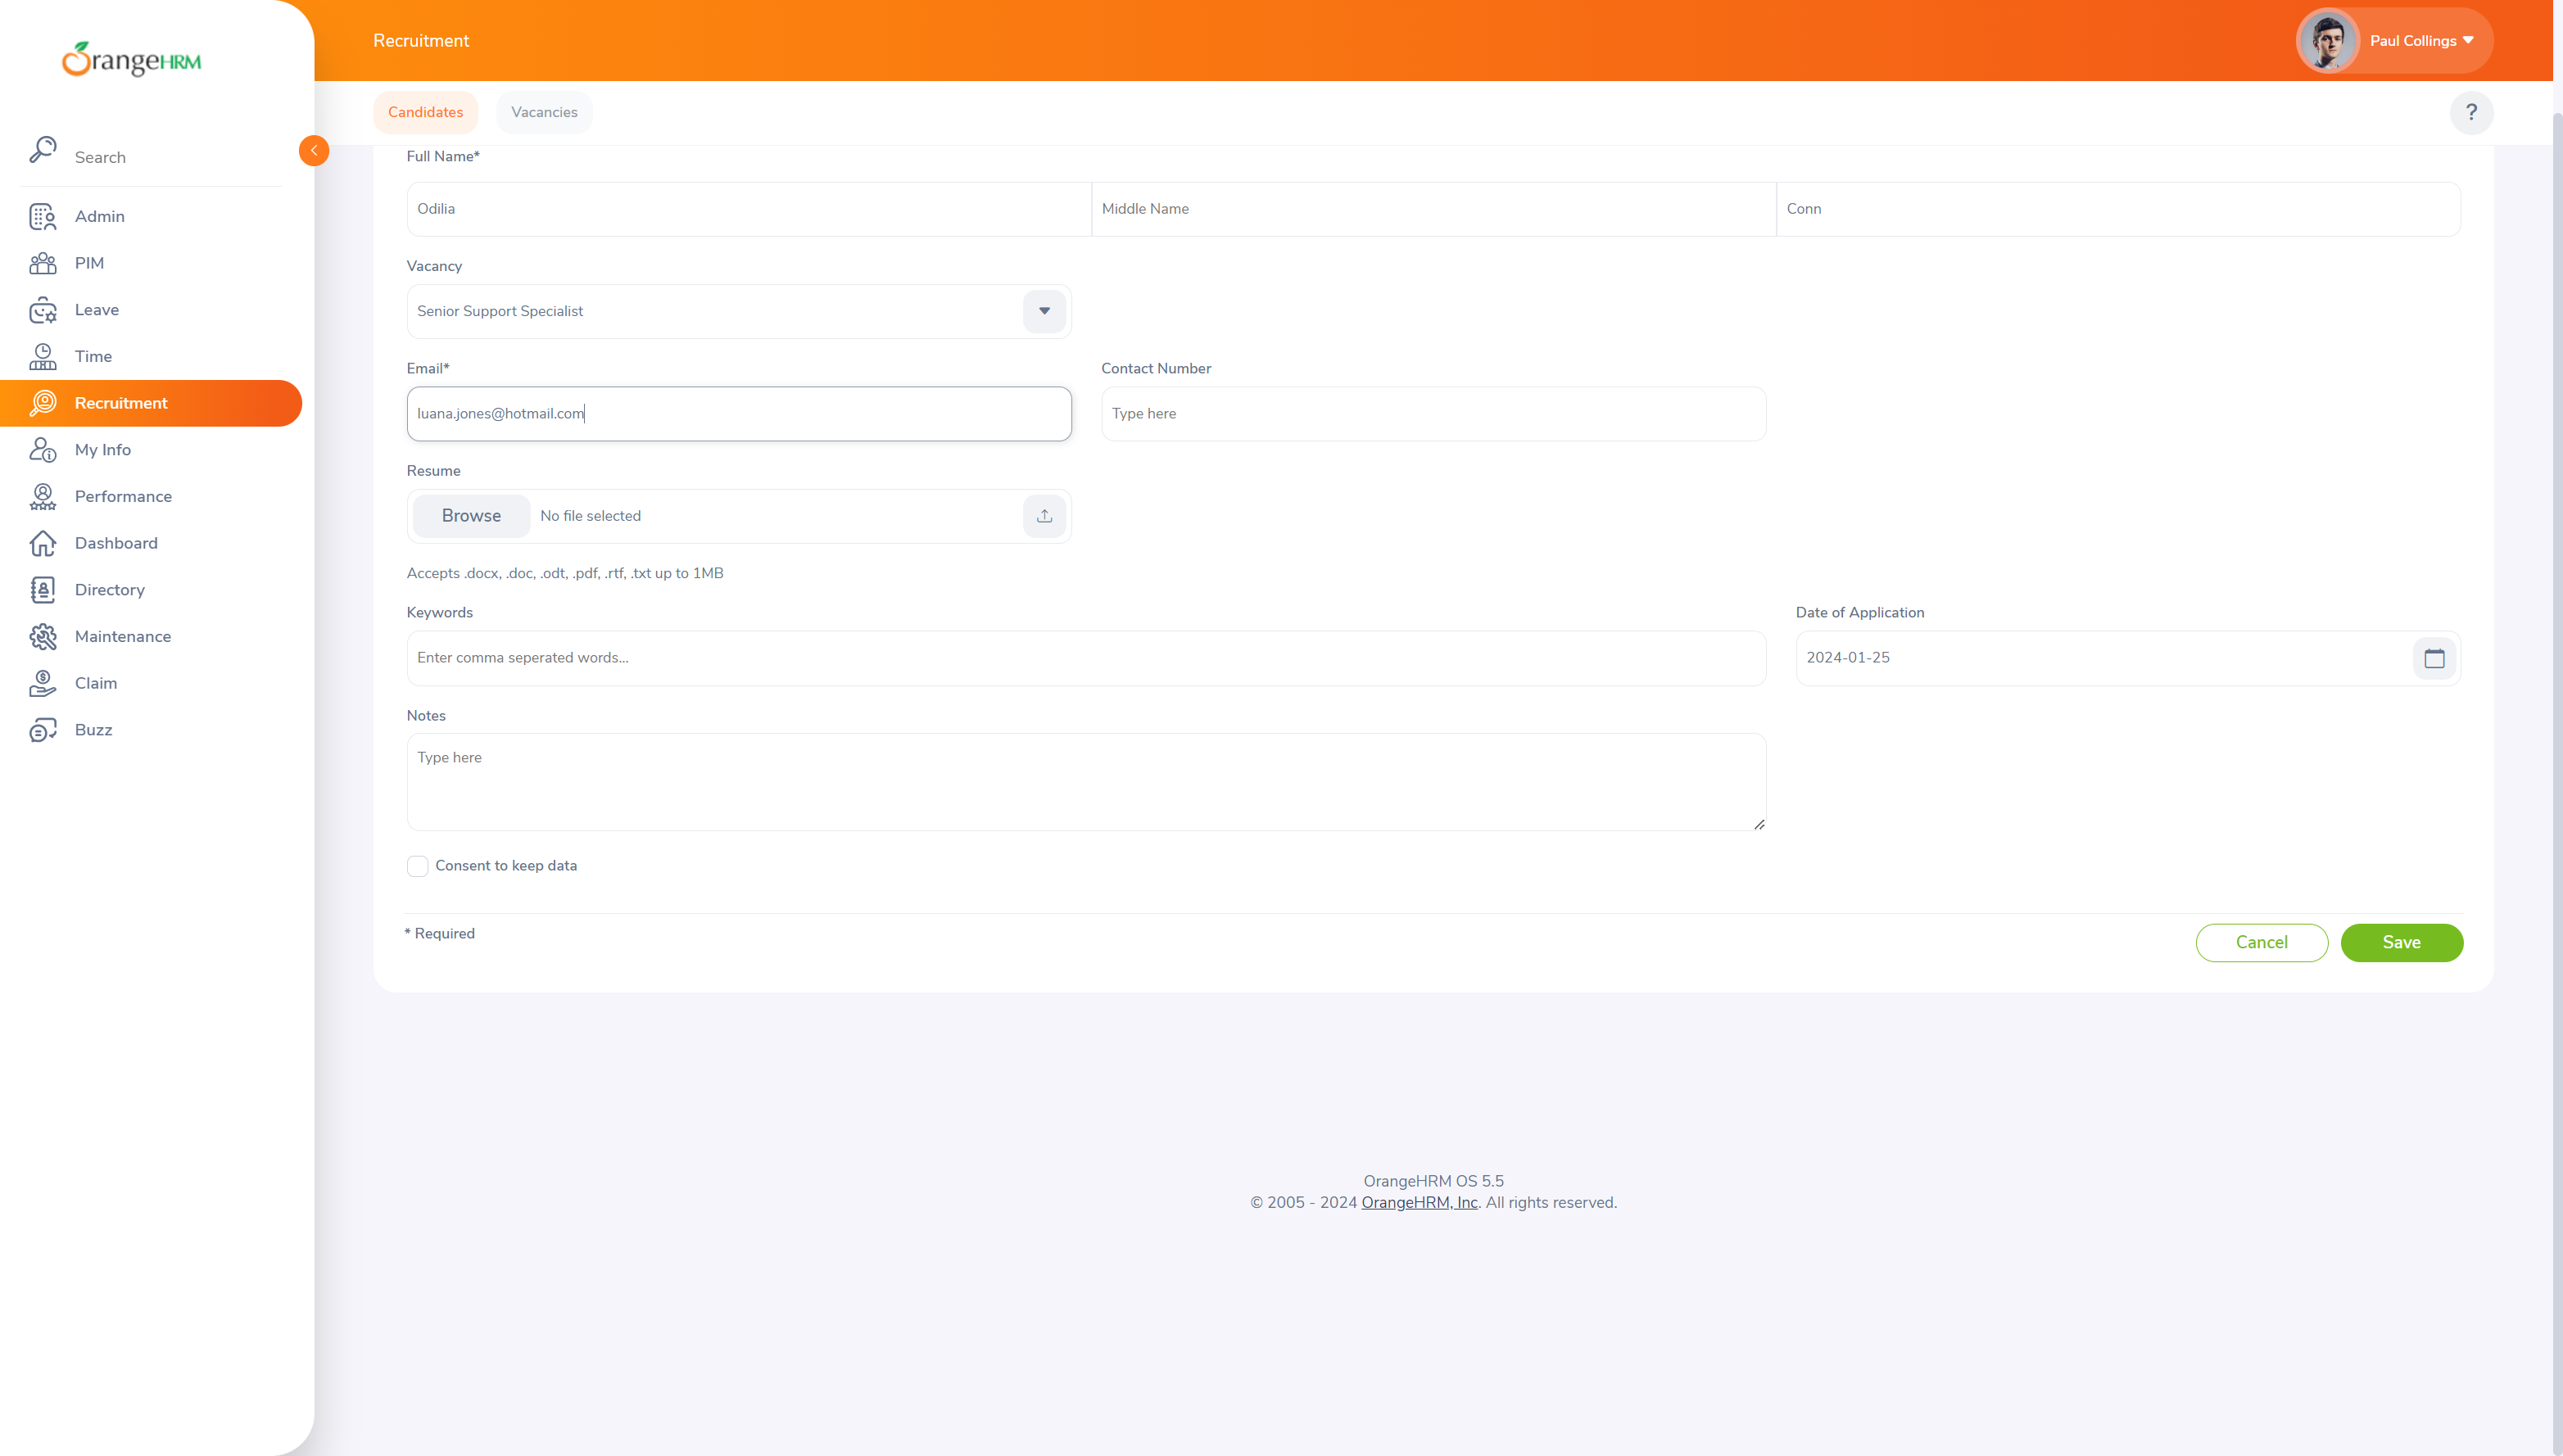 OrangeHRM
Recruitment
Paul Collings
Candidates
Vacancies
?
Search
Admin
PIM
Leave
Time
Recruitment
My Info
Performance
Dashboard
Directory
Maintenance
Claim
Buzz
Full Name*
Odilia
Middle Name
Conn
Vacancy
Senior Support Specialist
Email*
Contact Number
luana.jones@hotmail.com
Type here
Resume
Browse
No file selected
Accepts .docx, .doc, .odt, .pdf, .rtf, .txt up to 1MB
Keywords
Date of Application
Enter comma seperated words...
2024-01-25
Notes
Type here
Consent to keep data
* Required
Cancel
Save
OrangeHRM OS 5.5
© 2005 - 2024 OrangeHRM, Inc. All rights reserved.